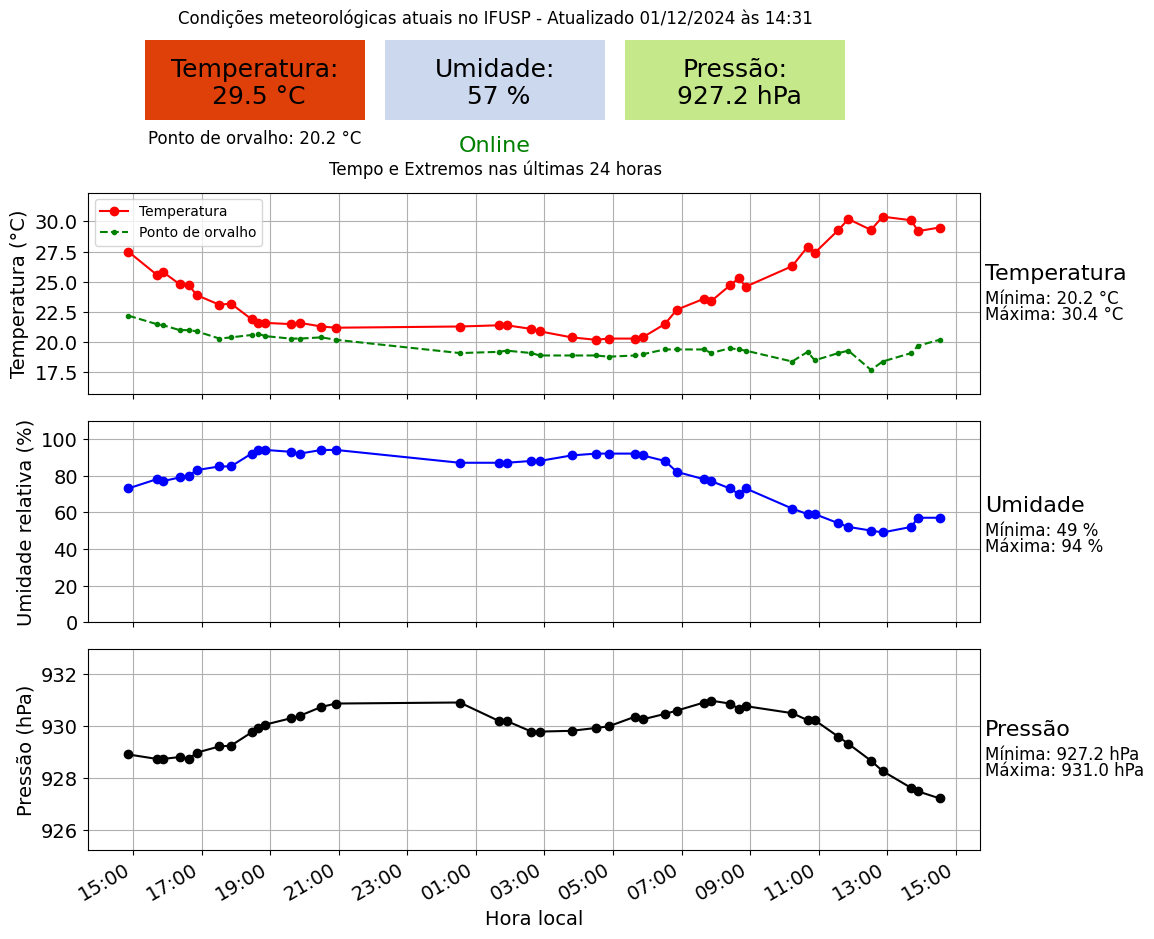 Condições meteorológicas atuais no IFUSP - Atualizado 01/12/2024 às 14:31
Temperatura:
29.5 °C
Umidade:
57 %
Pressão:
927.2 hPa
Ponto de orvalho: 20.2 °C
Online
Tempo e Extremos nas últimas 24 horas
Temperatura (°C)
30.0
27.5
25.0
22.5
20.0
17.5
Temperatura
Ponto de orvalho
Temperatura
Mínima: 20.2 °C
Máxima: 30.4 °C
Umidade relativa (%)
100
80
60
40
20
0
Umidade
Mínima: 49 %
Máxima: 94 %
Pressão (hPa)
932
930
928
926
Pressão
Mínima: 927.2 hPa
Máxima: 931.0 hPa
15:00 17:00 19:00 21:00 23:00 01:00 03:00 05:00 07:00 09:00 11:00 13:00 15:00
Hora local